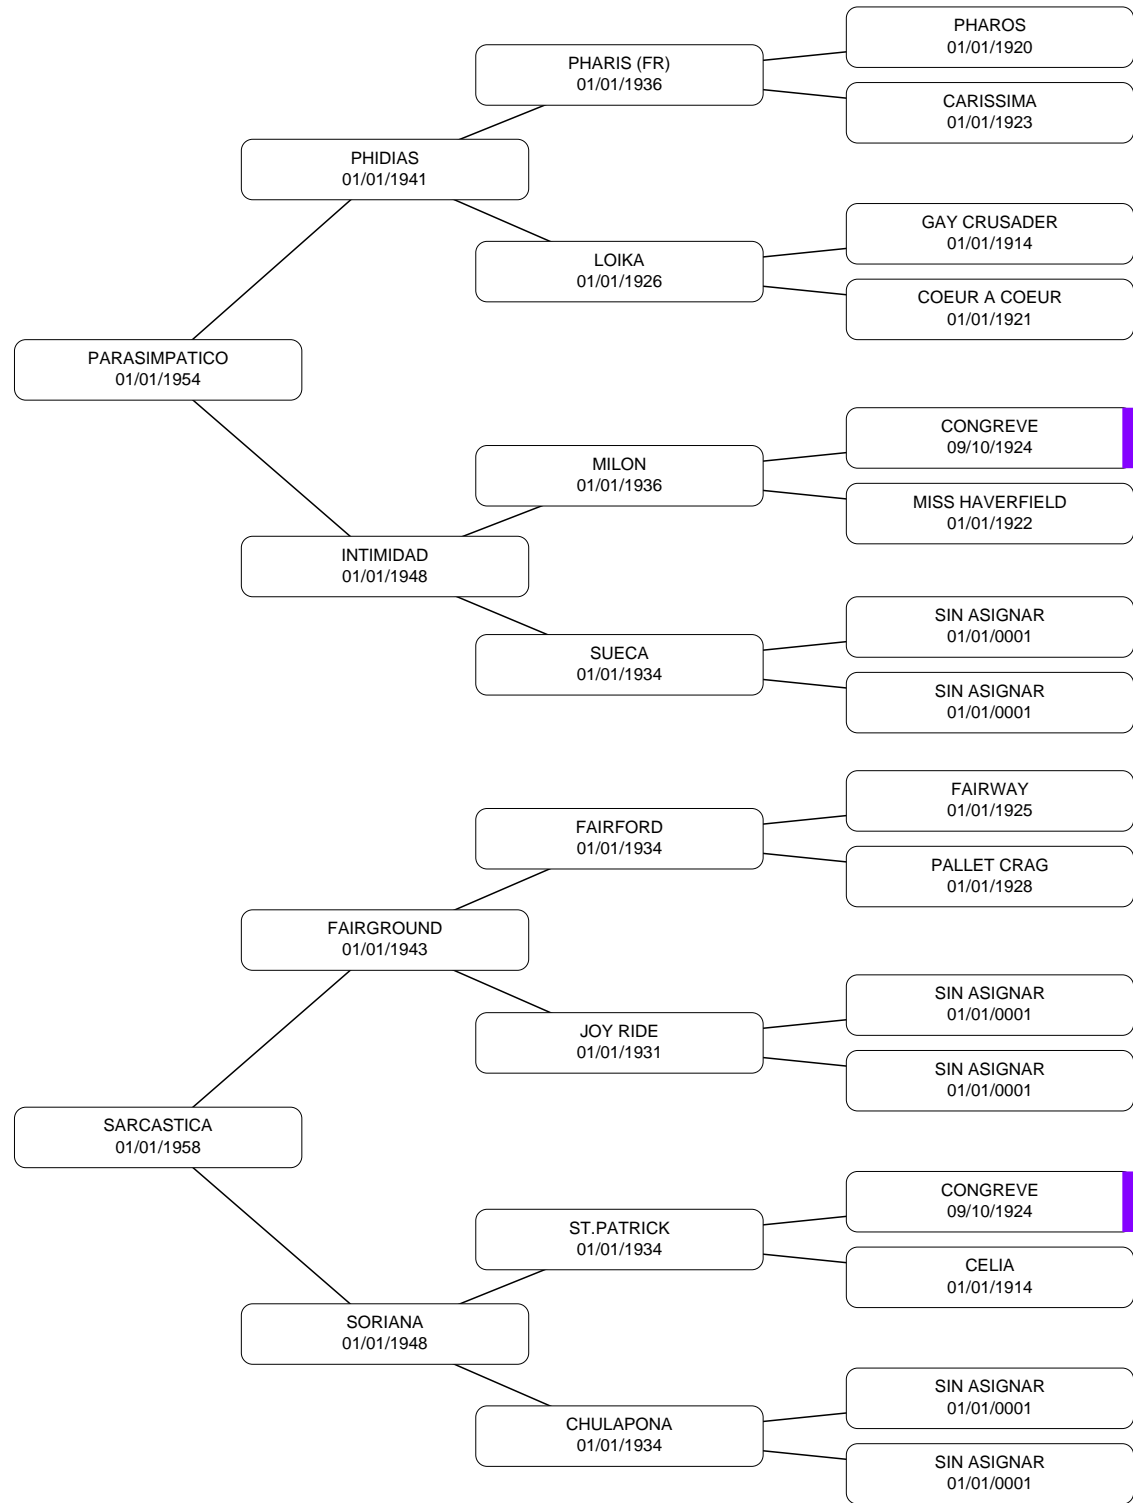 PHAROS
01/01/1920
PHARIS (FR)
01/01/1936
CARISSIMA
01/01/1923
PHIDIAS
01/01/1941
GAY CRUSADER
01/01/1914
LOIKA
01/01/1926
COEUR A COEUR
01/01/1921
PARASIMPATICO
01/01/1954
CONGREVE
09/10/1924
MILON
01/01/1936
MISS HAVERFIELD
01/01/1922
INTIMIDAD
01/01/1948
SIN ASIGNAR
01/01/0001
SUECA
01/01/1934
SIN ASIGNAR
01/01/0001
FAIRWAY
01/01/1925
FAIRFORD
01/01/1934
PALLET CRAG
01/01/1928
FAIRGROUND
01/01/1943
SIN ASIGNAR
01/01/0001
JOY RIDE
01/01/1931
SIN ASIGNAR
01/01/0001
SARCASTICA
01/01/1958
CONGREVE
09/10/1924
ST.PATRICK
01/01/1934
CELIA
01/01/1914
SORIANA
01/01/1948
SIN ASIGNAR
01/01/0001
CHULAPONA
01/01/1934
SIN ASIGNAR
01/01/0001